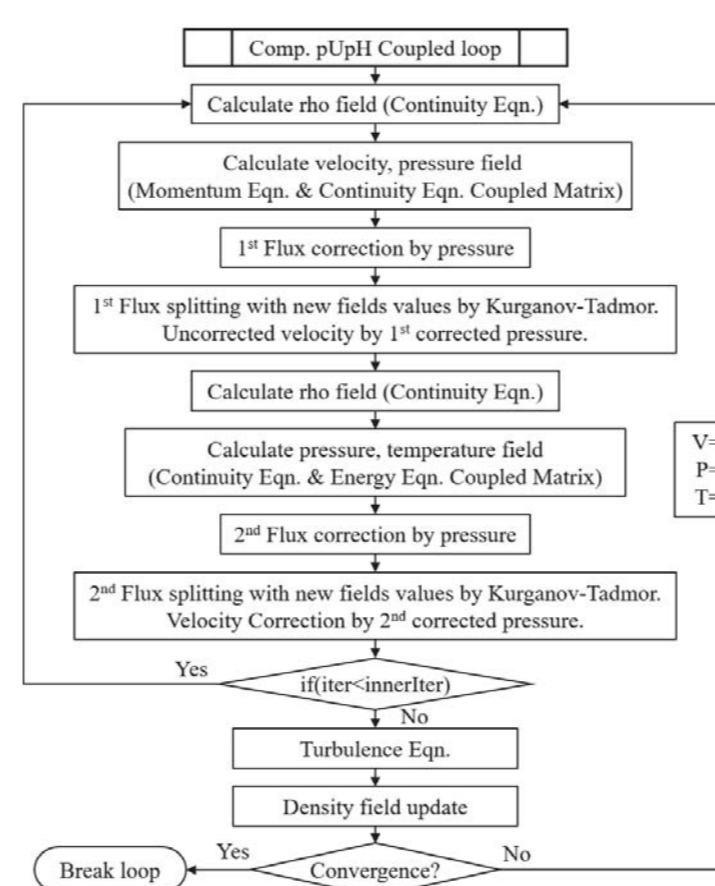 Comp. pUpH Coupled loop
Calculate rho field (Continuity Eqn.)
Calculate velocity, pressure field
(Momentum Eqn. & Continuity Eqn. Coupled Matrix)
1st Flux correction by pressure
1st Flux splitting with new fields values by Kurganov-Tadmor.
Uncorrected velocity by 1st corrected pressure.
Calculate rho field (Continuity Eqn.)
Calculate pressure, temperature field
(Continuity Eqn. & Energy Eqn. Coupled Matrix)
V=
P=
T=
2nd Flux correction by pressure
2nd Flux splitting with new fields values by Kurganov-Tadmor.
Velocity Correction by 2nd corrected pressure.
Yes
if(iter<innerIter)
No
Turbulence Eqn.
Density field update
Yes
No
Break loop
Convergence?